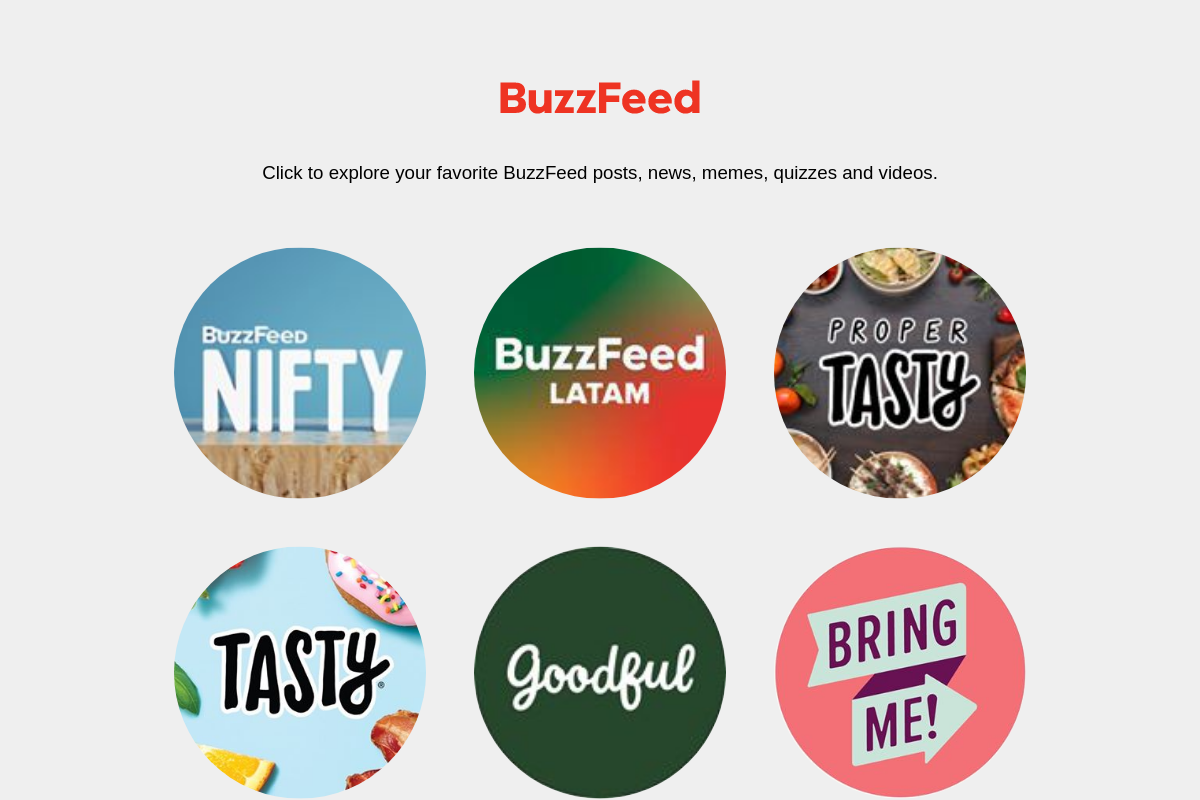 BuzzFeed
Click to explore your favorite BuzzFeed posts, news, memes, quizzes and videos.
BuzzFeed
NIFTY
BuzzFeed
LATAM
PROPER
TASTY
TASTY®
Goodful
BRING
ME!